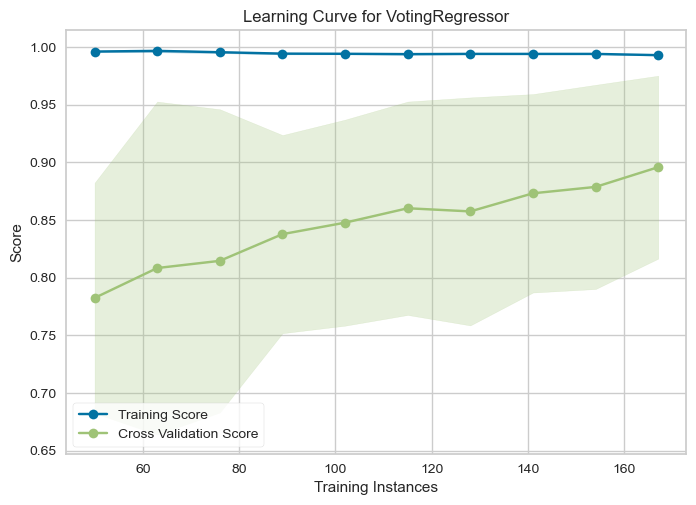 Learning Curve for VotingRegressor
1.00
0.95
0.90
0.85
0.80
0.75
0.70
0.65
Score
Training Score
Cross Validation Score
60
80
100
120
140
160
Training Instances